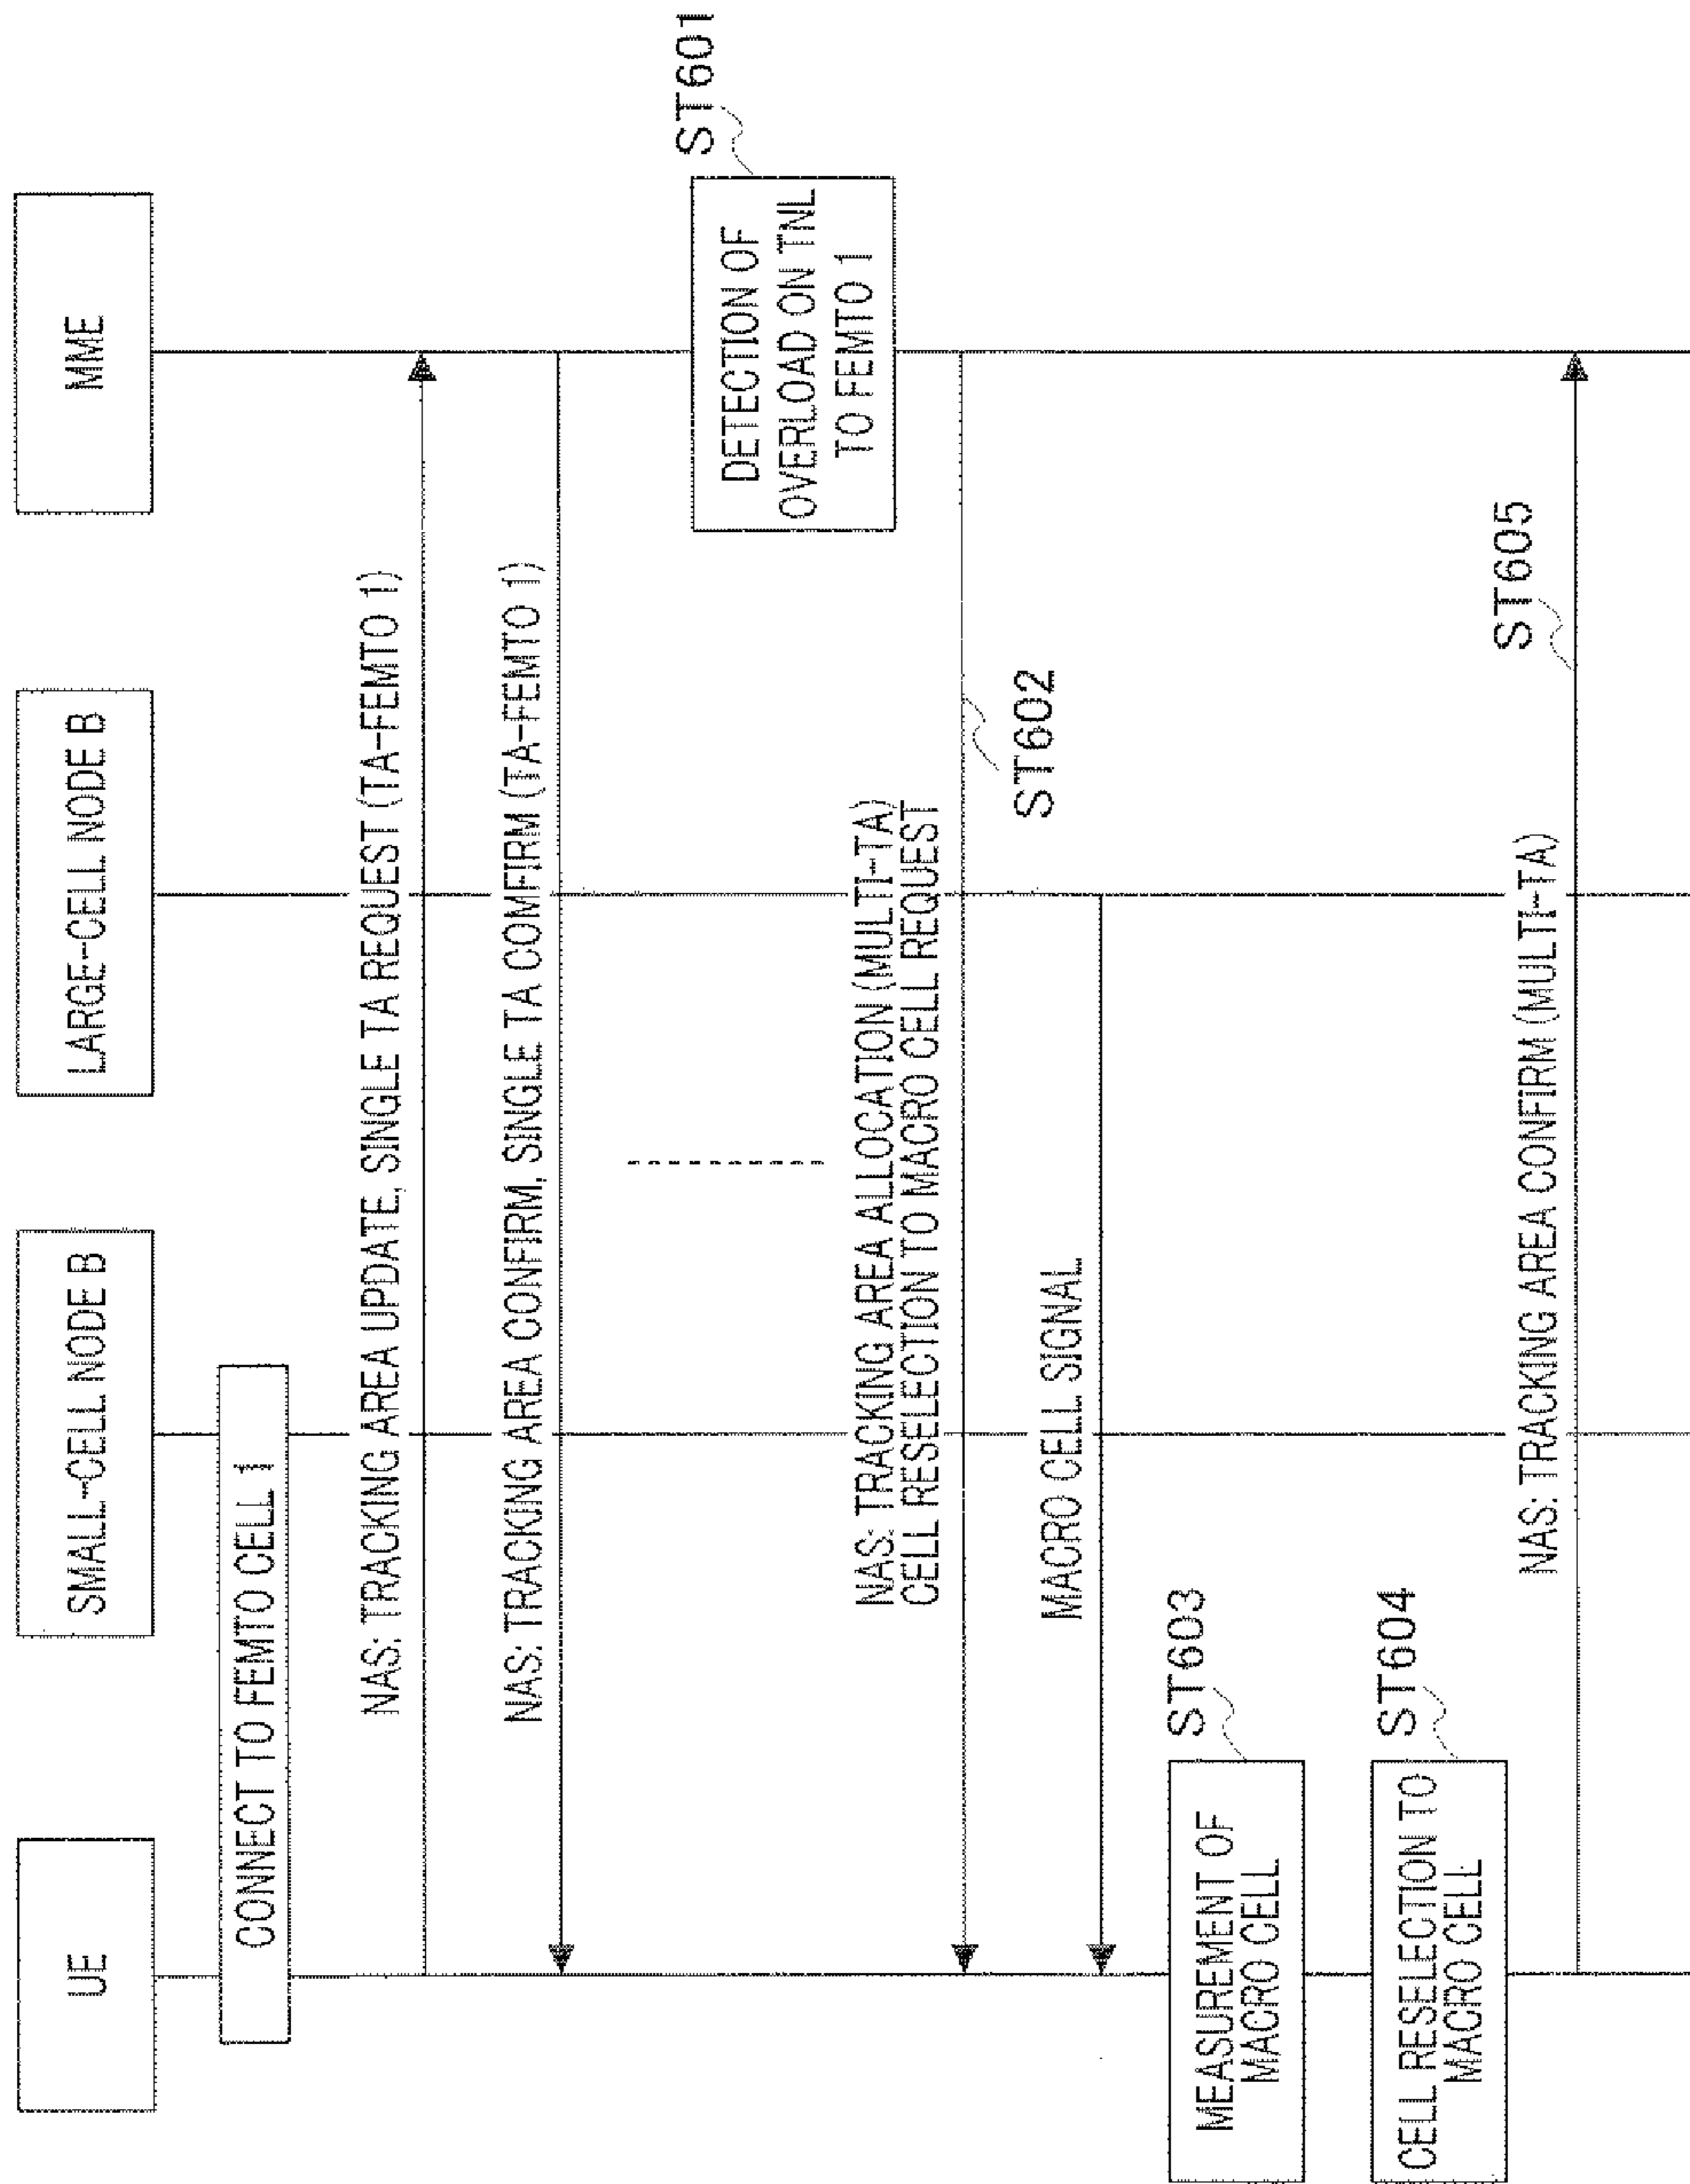 UE
SMALL-CELL NODE B
LARGE-CELL NODE B
MME
CONNECT TO FEMTO CELL 1
NAS: TRACKING AREA UPDATE, SINGLE TA REQUEST (TA-FEMTO 1)
NAS: TRACKING AREA CONFIRM, SINGLE TA COMFIRM (TA-FEMTO 1)
ST601
DETECTION OF
OVERLOAD ON TNL
TO FEMTO 1
NAS: TRACKING AREA ALLOCATION (MULTI-TA)
CELL RESELECTION TO MACRO CELL REQUEST
ST602
MACRO CELL SIGNAL
ST603
MEASUREMENT OF
MACRO CELL
ST604
CELL RESELECTION TO
MACRO CELL
ST605
NAS: TRACKING AREA CONFIRM (MULTI-TA)